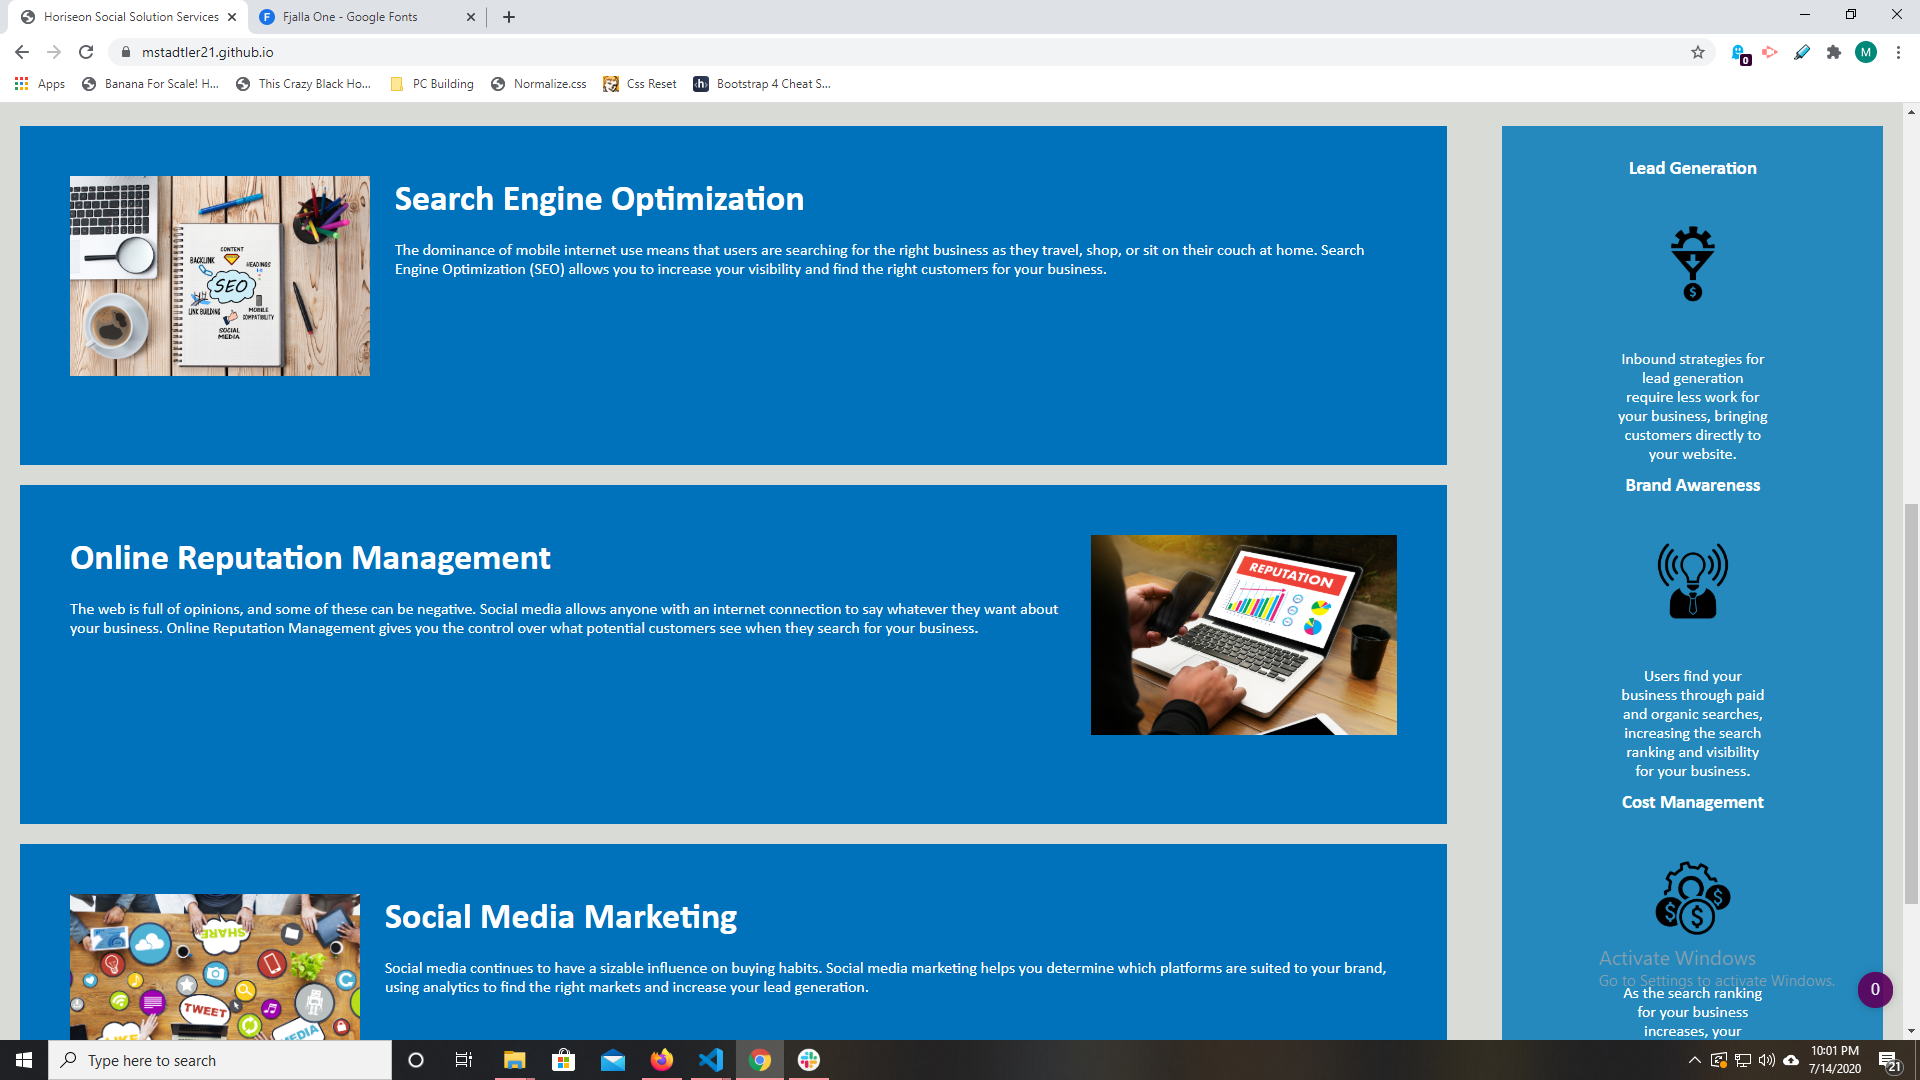 Horiseon Social Solution Services
Fjalla One - Google Fonts
mstadtler21.github.io
0
M
Apps
Banana For Scale! H...
This Crazy Black Ho...
PC Building
Normalize.css
Css Reset
Bootstrap 4 Cheat S...
CONTENT
BACKLINK
HEADINGS
SEO
LINK BUILDING
MOBILE
COMPATIBILITY
SOCIAL
MEDIA
Search Engine Optimization
The dominance of mobile internet use means that users are searching for the right business as they travel, shop, or sit on their couch at home. Search
Engine Optimization (SEO) allows you to increase your visibility and find the right customers for your business.
Online Reputation Management
The web is full of opinions, and some of these can be negative. Social media allows anyone with an internet connection to say whatever they want about
your business. Online Reputation Management gives you the control over what potential customers see when they search for your business.
REPUTATION
SHARE
TWEET
LIKE
MEDIA
Social Media Marketing
Social media continues to have a sizable influence on buying habits. Social media marketing helps you determine which platforms are suited to your brand,
using analytics to find the right markets and increase your lead generation.
Lead Generation
$
Inbound strategies for
lead generation
require less work for
your business, bringing
customers directly to
your website.
Brand Awareness
Users find your
business through paid
and organic searches,
increasing the search
ranking and visibility
for your business.
Cost Management
$ $ $
Activate Windows
Go to Settings to activate Windows.
As the search ranking
for your business
increases, your
0
Type here to search
10:01 PM
7/14/2020
21